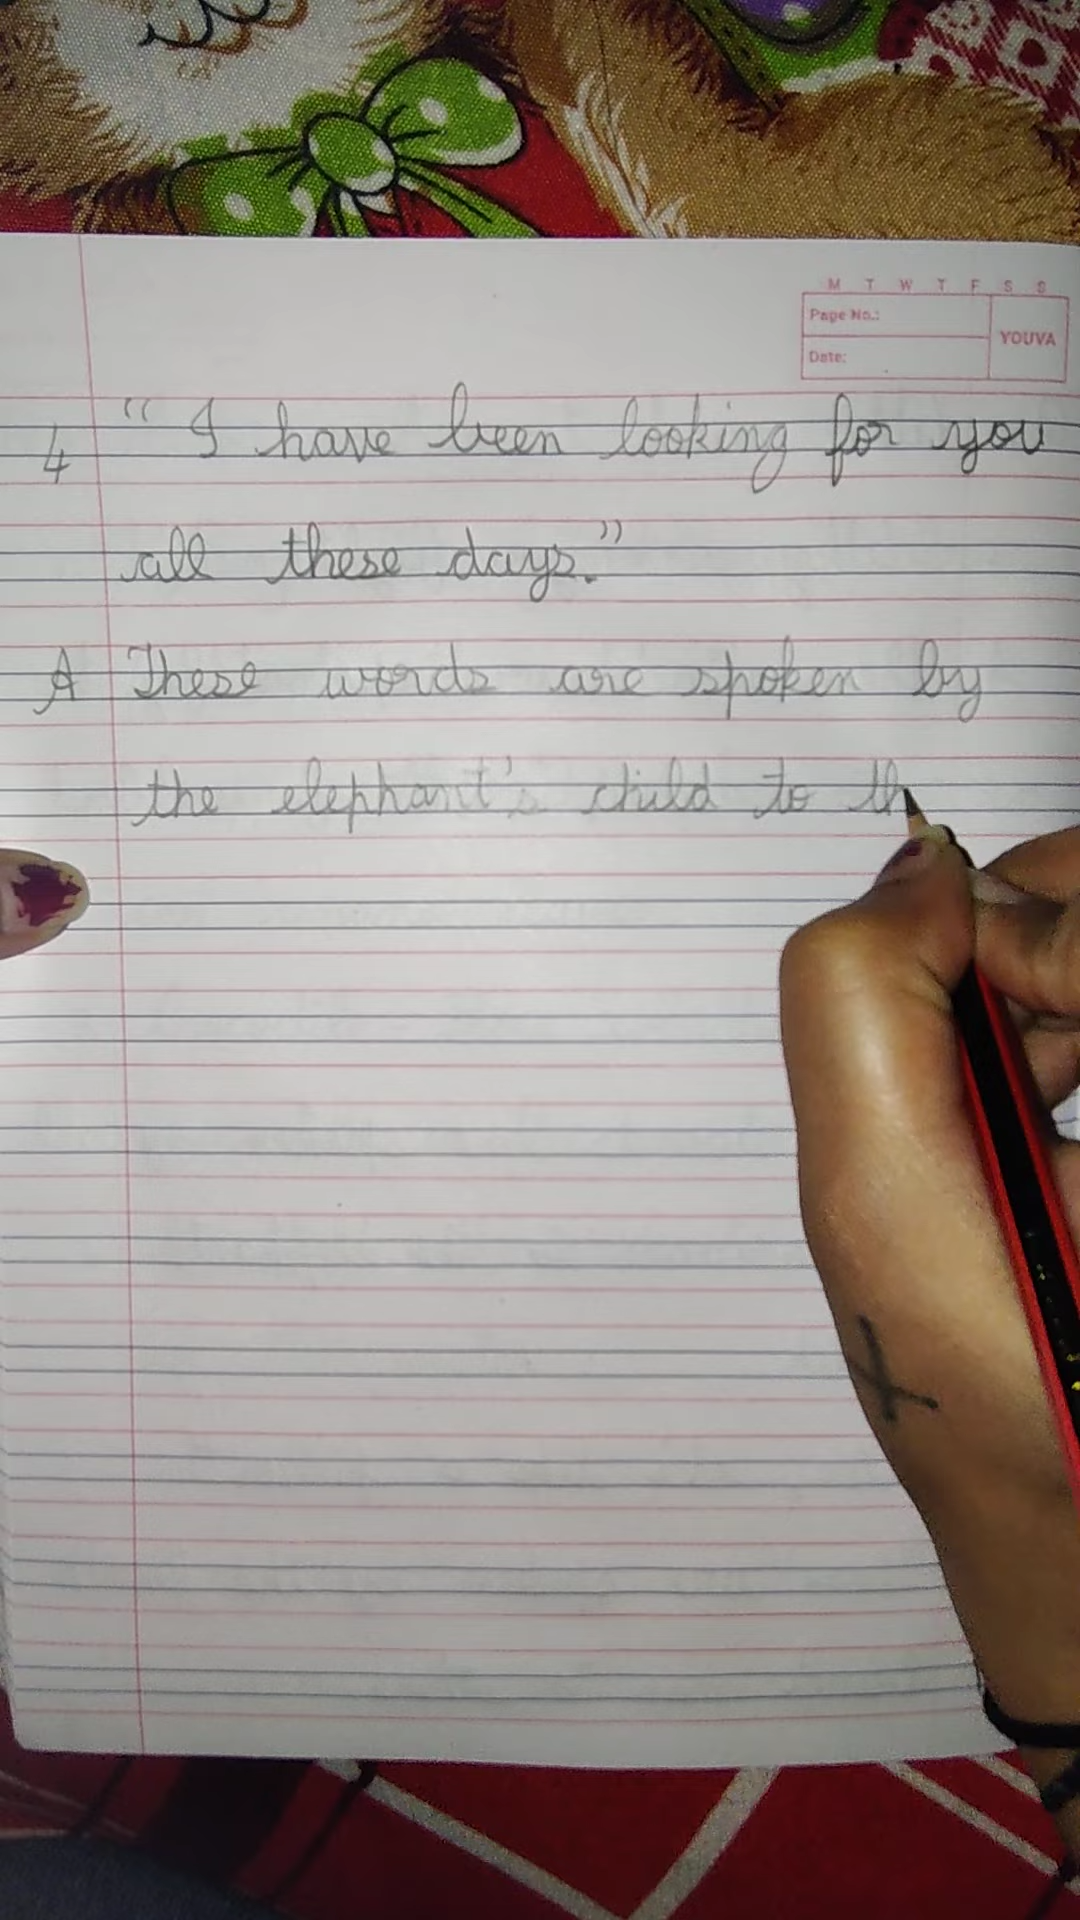 M T W T F S S
Page No.:
YOUVA
Date:
4 " I have been looking for you
all these days."
A These words are spoken by
the elephant's child to th